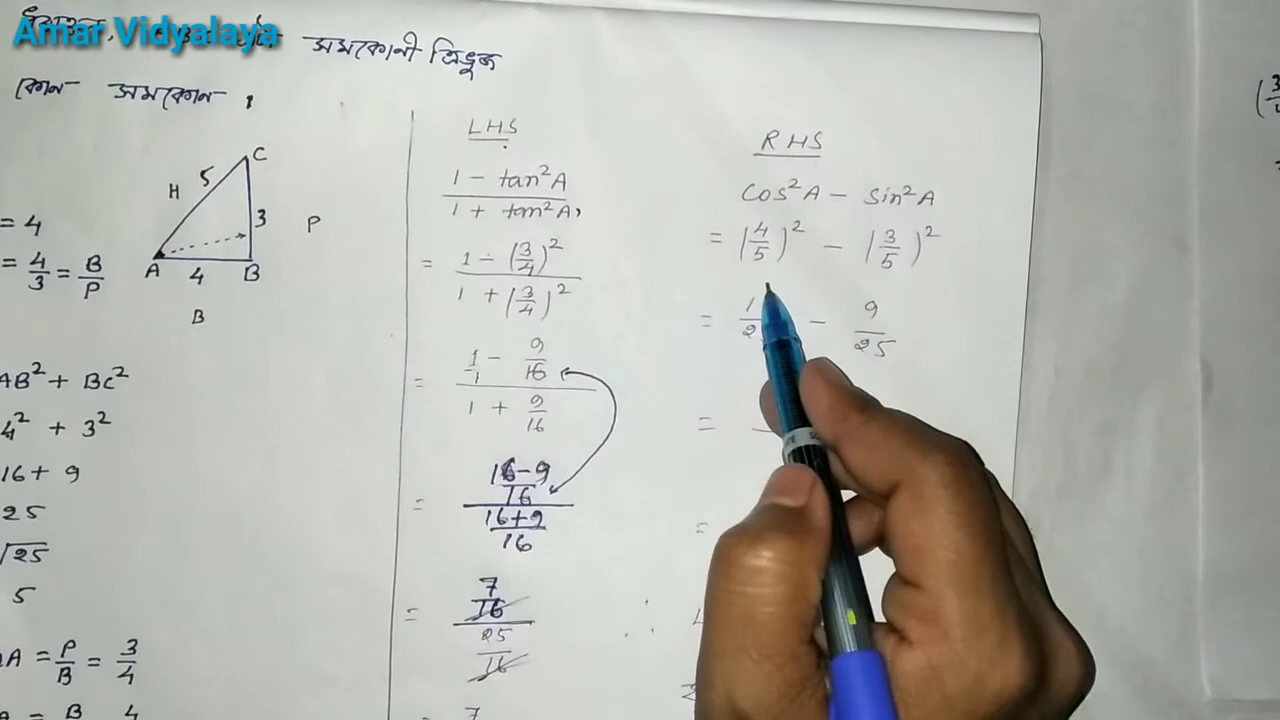 Amar Vidyalaya
সমকোনী ত্রিভূজ
কোন সমকোন ।
C
H 5
3 P
= 4
A 4 B
= 4/3 = B/P
B
AB² + BC²
4² + 3²
16 + 9
25
√25
5
A = P/B = 3/4
B 4
LHS
1 - tan²A / 1 + tan²A,
= 1 - (3/4)² / 1 + (3/4)²
= 1/1 - 9/16 / 1 + 9/16
= 16-9/16 / 16+9/16
= 7/16 / 25/16
7
RHS
cos²A - sin²A
= (4/5)² - (3/5)²
= - 9/25
=
=
∴